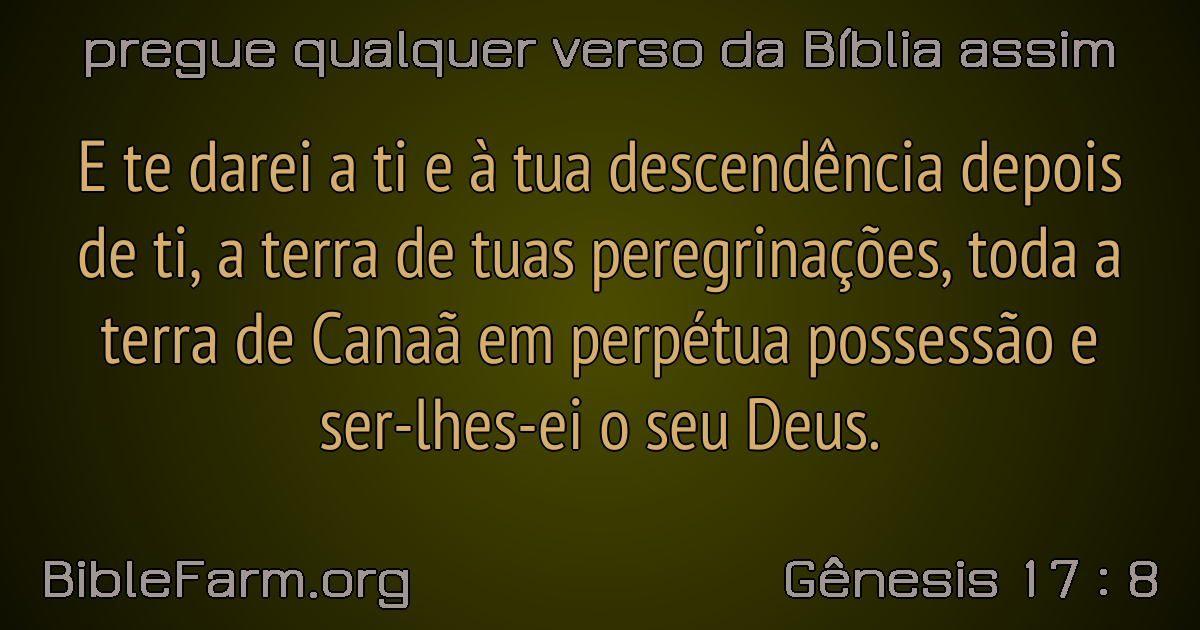 pregue qualquer verso da Bíblia assim
E te darei a ti e à tua descendência depois
de ti, a terra de tuas peregrinações, toda a
terra de Canaã em perpétua possessão e
ser-lhes-ei o seu Deus.
BibleFarm.org
Gênesis 17 : 8